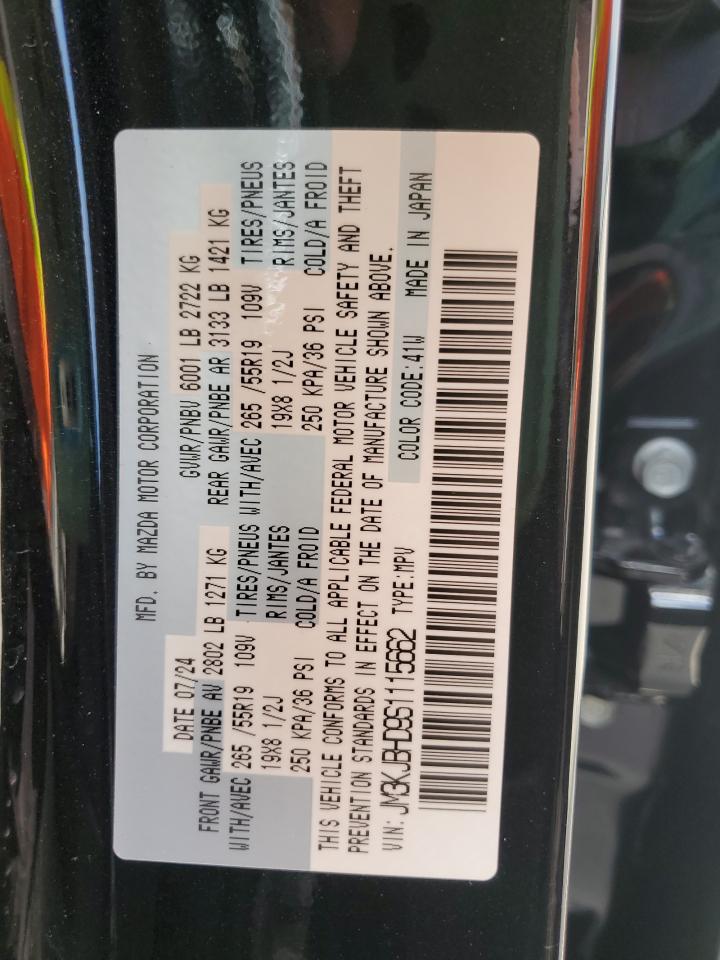 MFD. BY MAZDA MOTOR CORPORATION
DATE 07/24 GVWR/PNBV 6001 LB 2722 KG
FRONT GAWR/PNBE AV 2802 LB 1271 KG REAR GAWR/PNBE AR 3133 LB 1421 KG
WITH/AVEC 265 /55R19 109V TIRES/PNEUS WITH/AVEC 265 /55R19 109V TIRES/PNEUS
19X8 1/2J RIMS/JANTES 19X8 1/2J RIMS/JANTES
250 KPA/36 PSI COLD/A FROID 250 KPA/36 PSI COLD/A FROID
THIS VEHICLE CONFORMS TO ALL APPLICABLE FEDERAL MOTOR VEHICLE SAFETY AND THEFT
PREVENTION STANDARDS IN EFFECT ON THE DATE OF MANUFACTURE SHOWN ABOVE.
VIN: JM3KJBHD9S1115662 TYPE:MPV COLOR CODE:41W MADE IN JAPAN